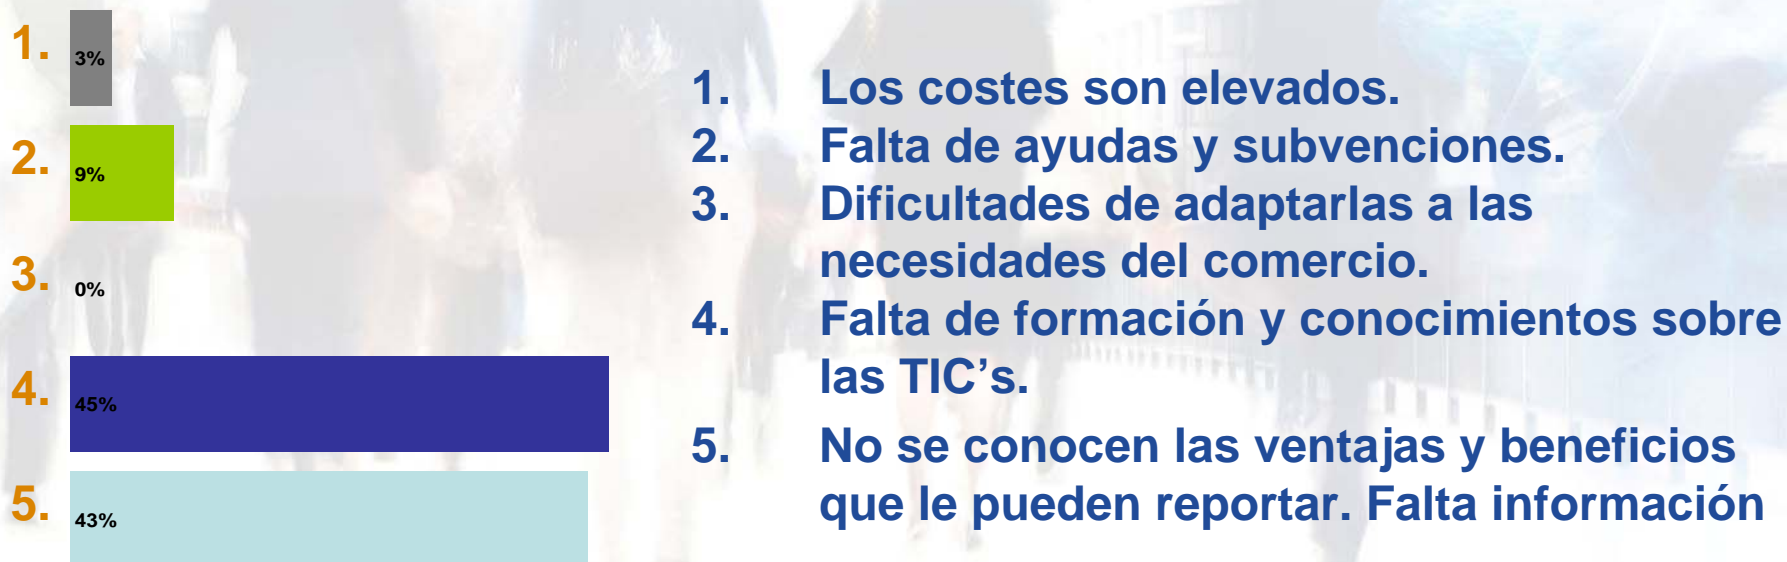 1. 3%
2. 9%
3. 0%
4. 45%
5. 43%
1. Los costes son elevados.
2. Falta de ayudas y subvenciones.
3. Dificultades de adaptarlas a las
necesidades del comercio.
4. Falta de formación y conocimientos sobre
las TIC’s.
5. No se conocen las ventajas y beneficios
que le pueden reportar. Falta información